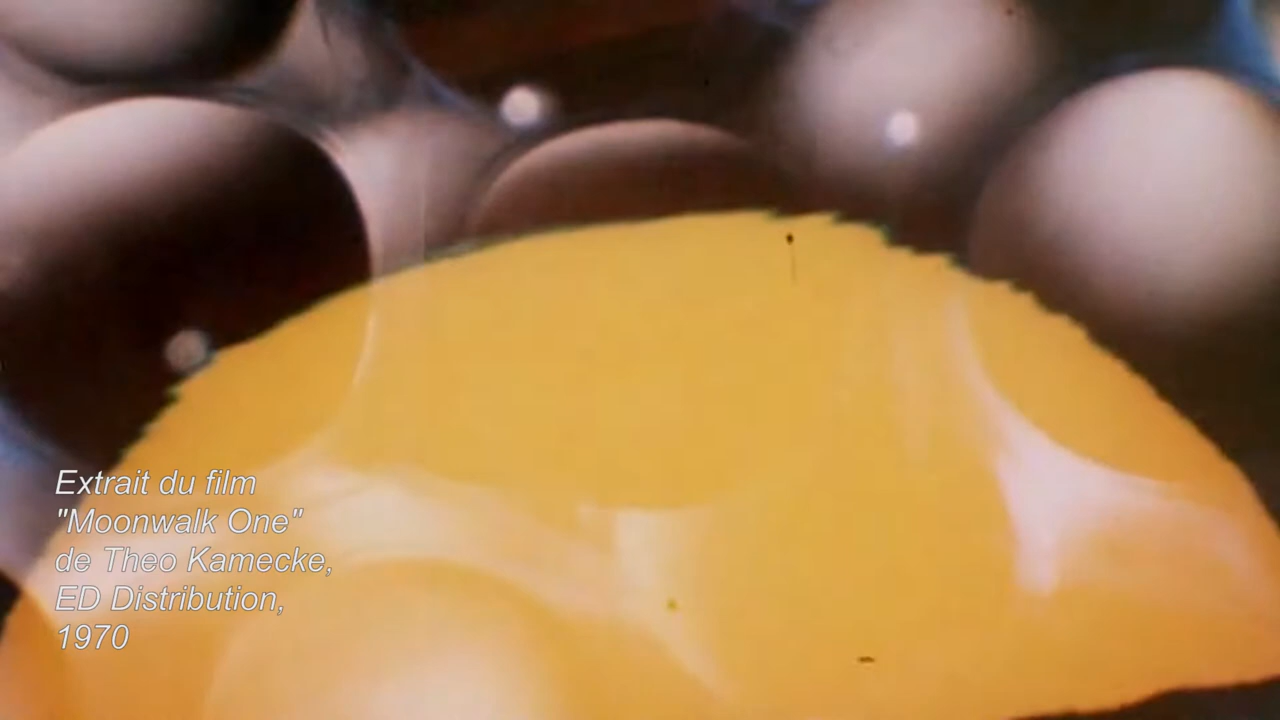 Extrait du film
"Moonwalk One"
de Theo Kamecke,
ED Distribution,
1970